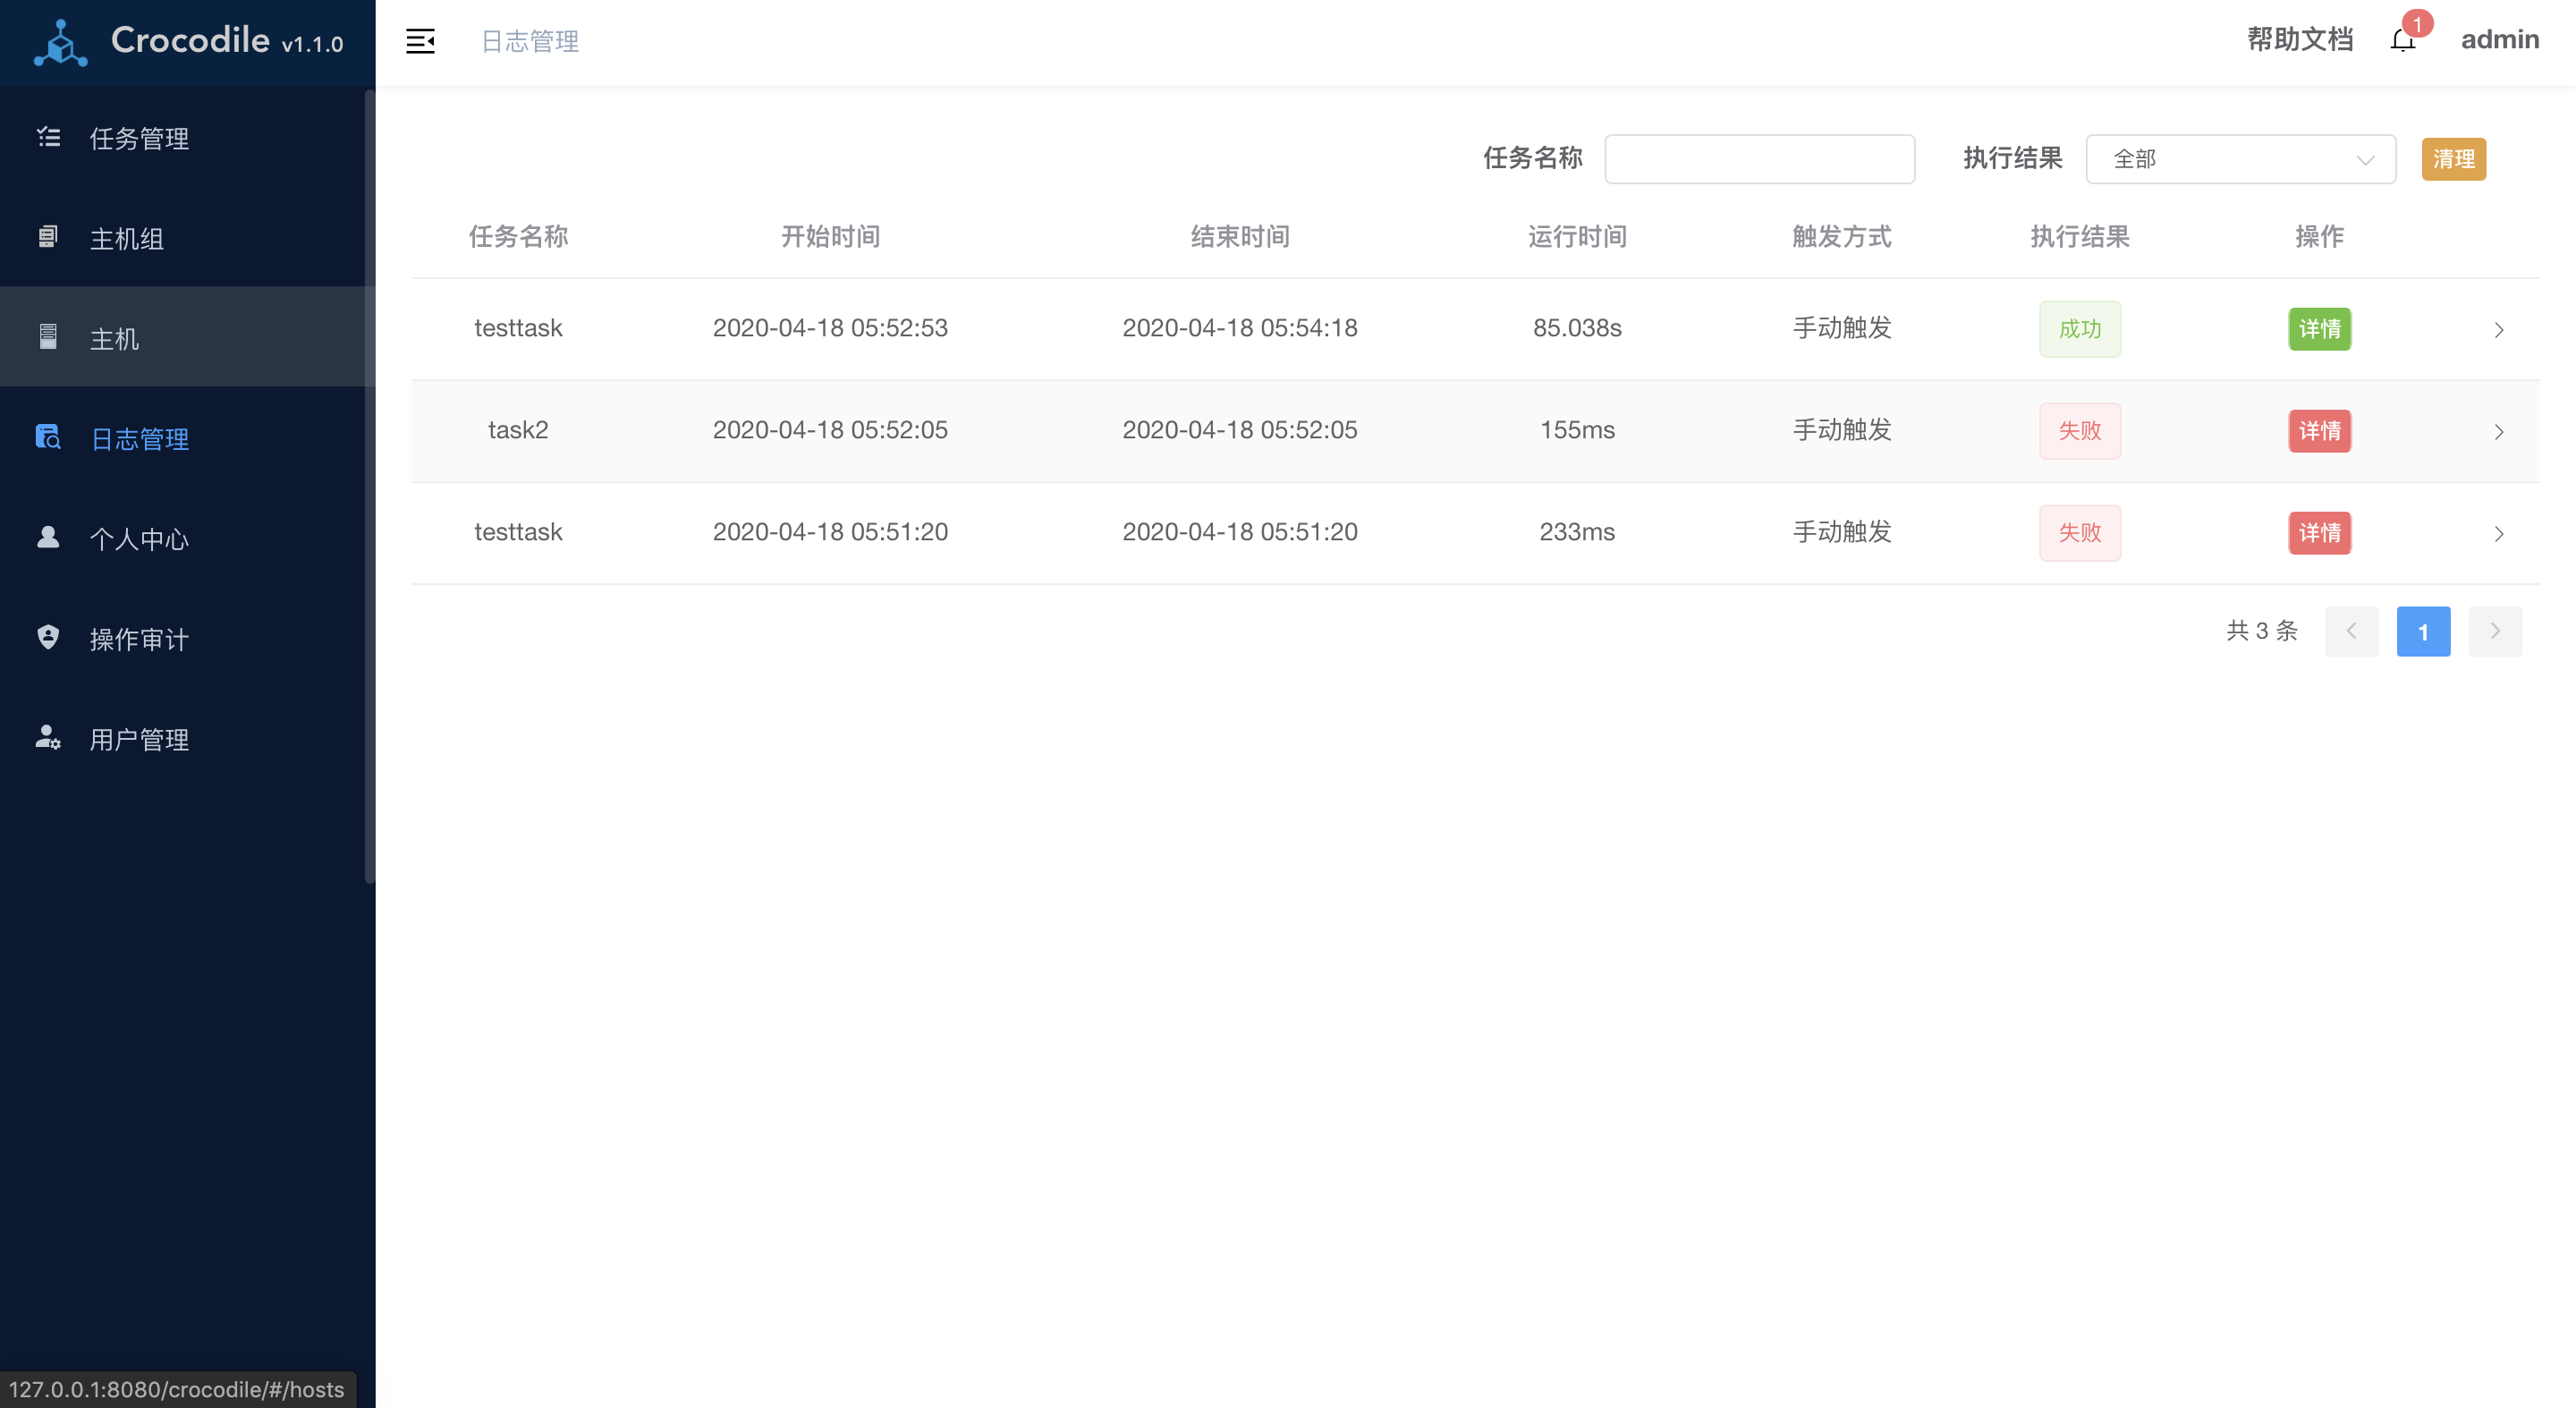 Crocodile v1.1.0
日志管理
帮助文档
1
admin
任务管理
主机组
主机
日志管理
个人中心
操作审计
用户管理
任务名称
执行结果 全部 清理
任务名称 开始时间 结束时间 运行时间 触发方式 执行结果 操作
testtask 2020-04-18 05:52:53 2020-04-18 05:54:18 85.038s 手动触发 成功 详情
task2 2020-04-18 05:52:05 2020-04-18 05:52:05 155ms 手动触发 失败 详情
testtask 2020-04-18 05:51:20 2020-04-18 05:51:20 233ms 手动触发 失败 详情
共 3 条 1
127.0.0.1:8080/crocodile/#/hosts